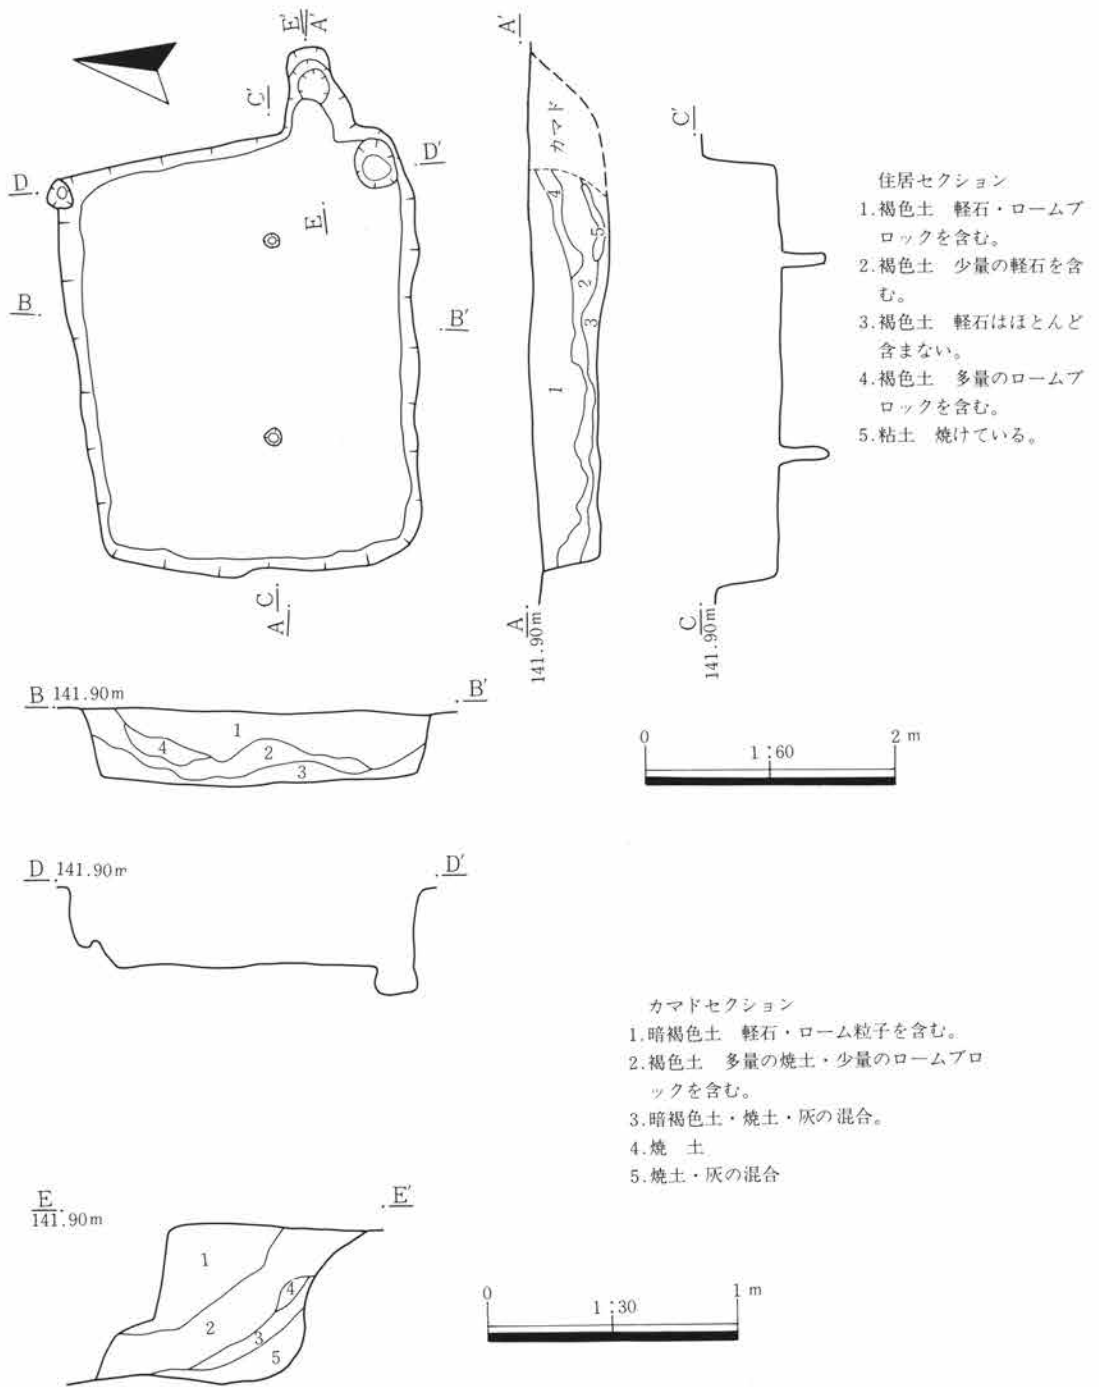 E' A'
C'
D D'
E
B B'
C
A
A'
カマド
4
5
2
3
1
A
141.90m
C'
C
141.90m
住居セクション
1.褐色土 軽石・ロームブ
ロックを含む。
2.褐色土 少量の軽石を含
む。
3.褐色土 軽石はほとんど
含まない。
4.褐色土 多量のロームブ
ロックを含む。
5.粘土 焼けている。
B 141.90m B'
1
4 2
3
0 1:60 2 m
D 141.90m D'
カマドセクション
1.暗褐色土 軽石・ローム粒子を含む。
2.褐色土 多量の焼土・少量のロームブロ
ックを含む。
3.暗褐色土・焼土・灰の混合。
4.焼 土
5.焼土・灰の混合
E E'
141.90m
1
4
2 3
5
0 1:30 1 m